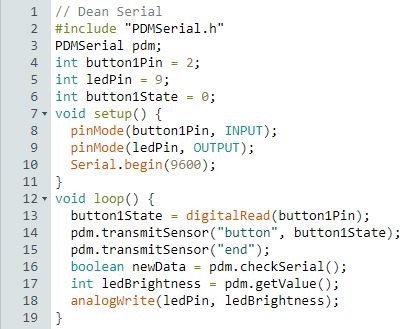 1 // Dean Serial
2 #include "PDMSerial.h"
3 PDMSerial pdm;
4 int button1Pin = 2;
5 int ledPin = 9;
6 int button1State = 0;
7 void setup() {
8   pinMode(button1Pin, INPUT);
9   pinMode(ledPin, OUTPUT);
10   Serial.begin(9600);
11 }
12 void loop() {
13   button1State = digitalRead(button1Pin);
14   pdm.transmitSensor("button", button1State);
15   pdm.transmitSensor("end");
16   boolean newData = pdm.checkSerial();
17   int ledBrightness = pdm.getValue();
18   analogWrite(ledPin, ledBrightness);
19 }